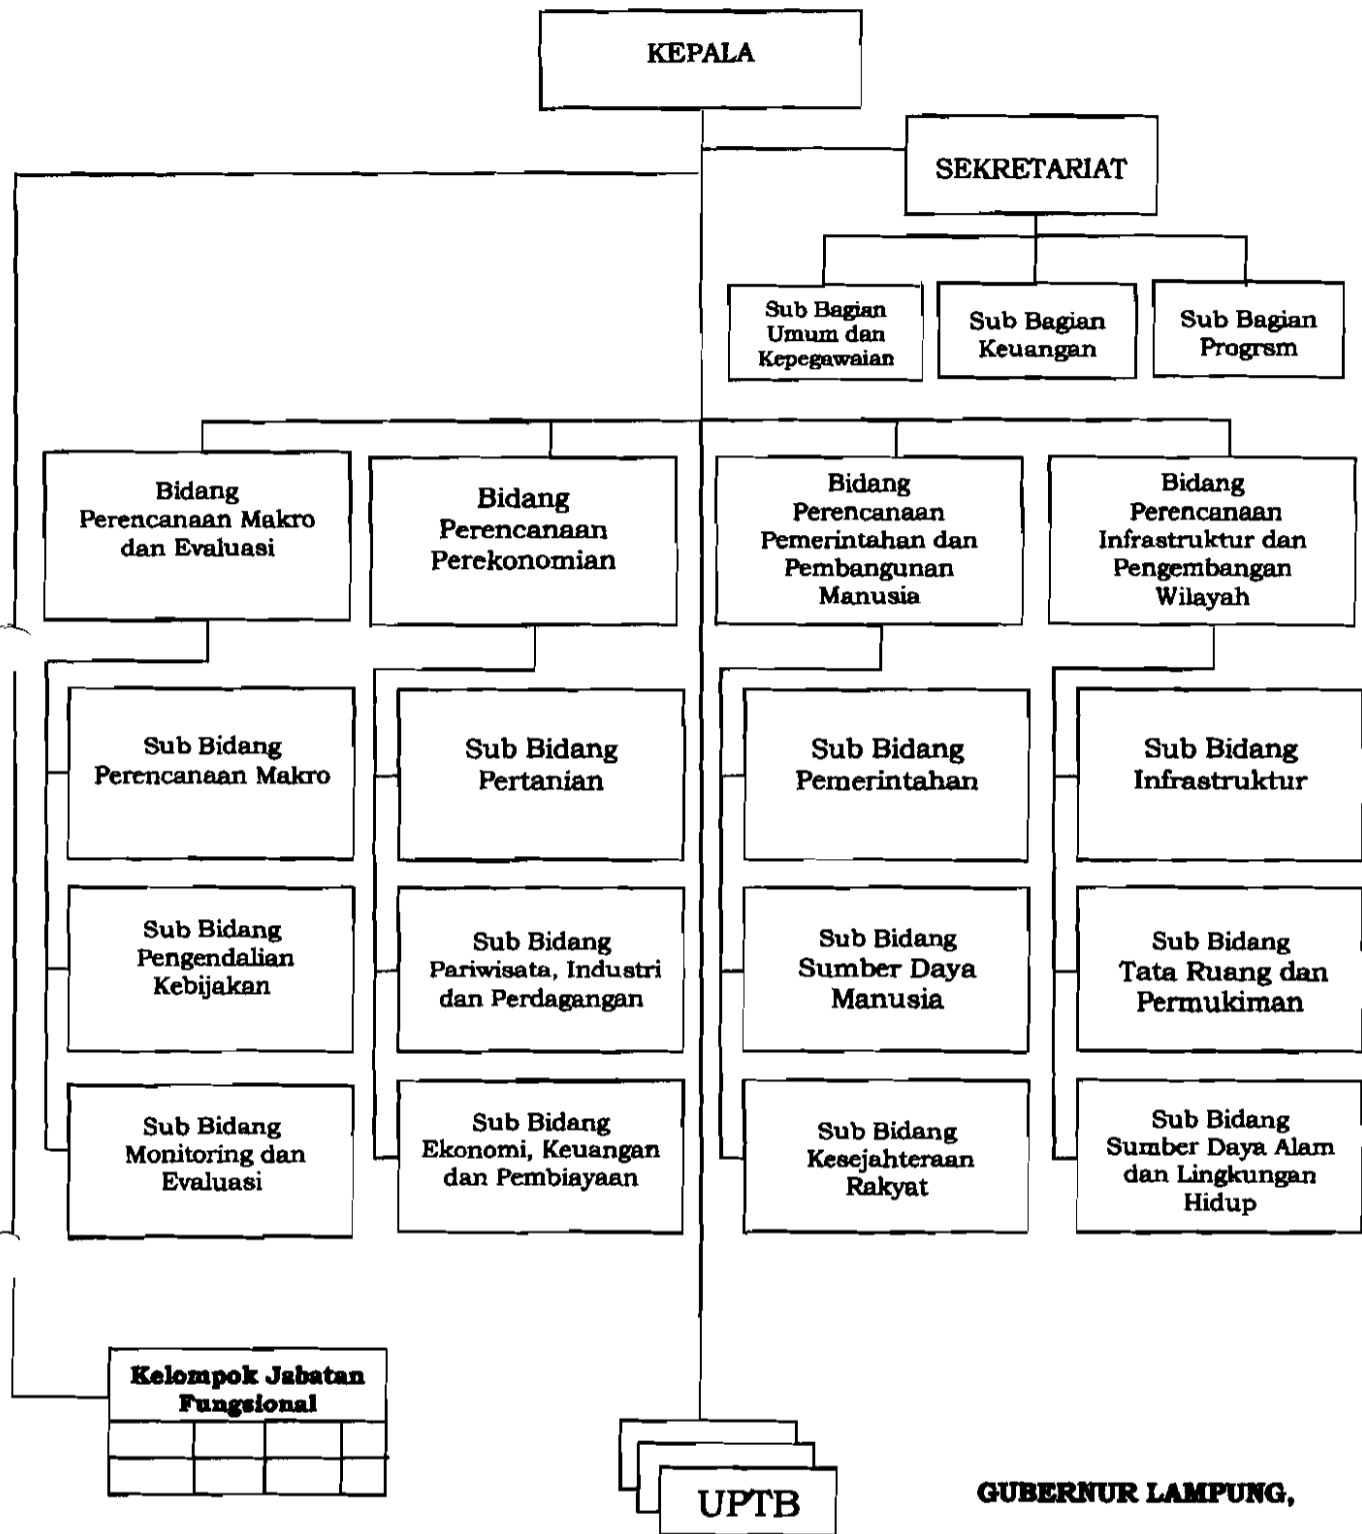 KEPALA
SEKRETARIAT
Sub Bagian
Umum dan
Kepegawaian
Sub Bagian
Keuangan
Sub Bagian
Progrsm
Bidang
Perencanaan Makro
dan Evaluasi
Bidang
Perencanaan
Perekonomian
Bidang
Perencanaan
Pemerintahan dan
Pembangunan
Manusia
Bidang
Perencanaan
Infrastruktur dan
Pengembangan
Wilayah
Sub Bidang
Perencanaan Makro
Sub Bidang
Pertanian
Sub Bidang
Pemerintahan
Sub Bidang
Infrastruktur
Sub Bidang
Pengendalian
Kebijakan
Sub Bidang
Pariwisata, Industri
dan Perdagangan
Sub Bidang
Sumber Daya
Manusia
Sub Bidang
Tata Ruang dan
Permukiman
Sub Bidang
Monitoring dan
Evaluasi
Sub Bidang
Ekonomi, Keuangan
dan Pembiayaan
Sub Bidang
Kesejahteraan
Rakyat
Sub Bidang
Sumber Daya Alam
dan Lingkungan
Hidup
Kelompok Jabatan
Fungsional
UPTB
GUBERNUR LAMPUNG,